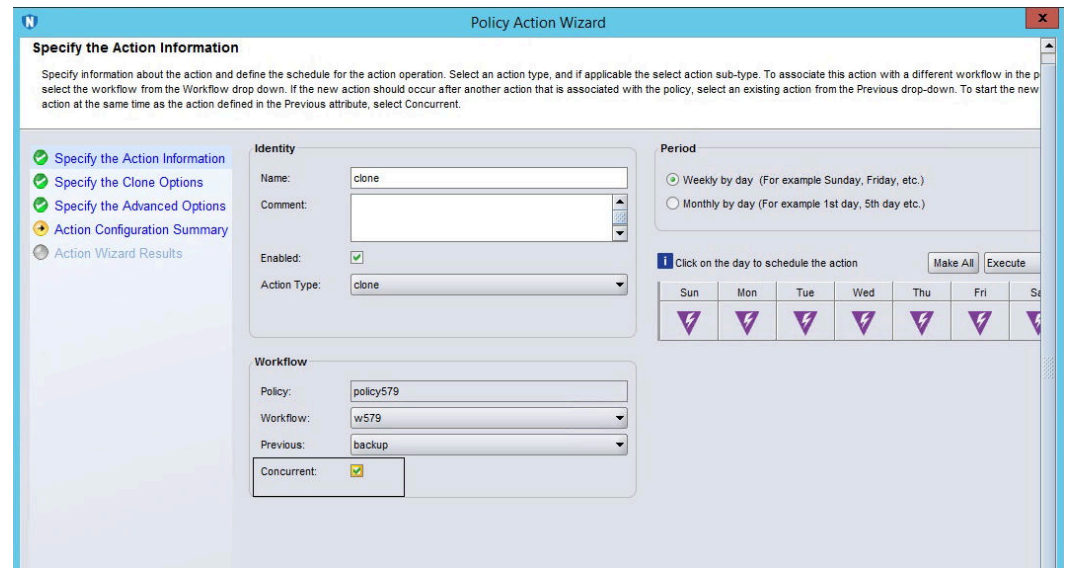 Policy Action Wizard
x
Specify the Action Information
Specify information about the action and define the schedule for the action operation. Select an action type, and if applicable the select action sub-type. To associate this action with a different workflow in the p
select the workflow from the Workflow drop down. If the new action should occur after another action that is associated with the policy, select an existing action from the Previous drop-down. To start the new
action at the same time as the action defined in the Previous attribute, select Concurrent.
Specify the Action Information
Specify the Clone Options
Specify the Advanced Options
Action Configuration Summary
Action Wizard Results
Identity
Name: clone
Comment:
Enabled:
Action Type: clone
Workflow
Policy: policy579
Workflow: w579
Previous: backup
Concurrent:
Period
Weekly by day (For example Sunday, Friday, etc.)
Monthly by day (For example 1st day, 5th day etc.)
i Click on the day to schedule the action Make All Execute
Sun Mon Tue Wed Thu Fri Sa